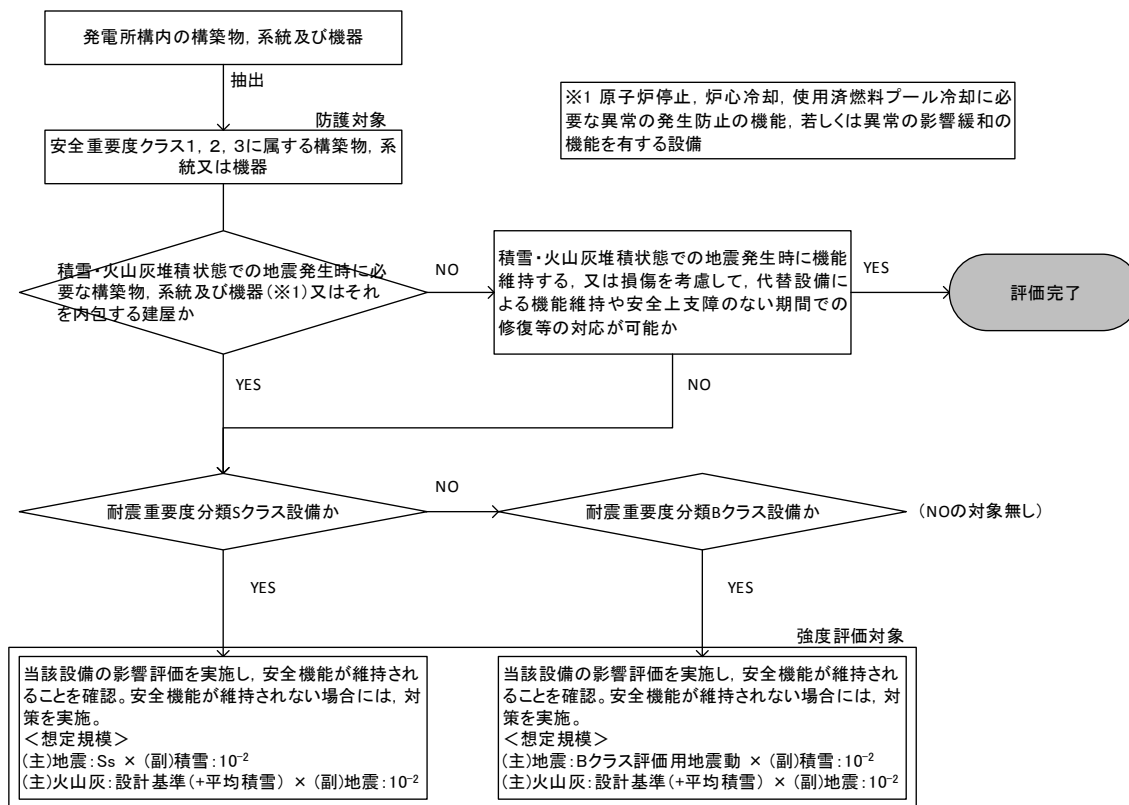 発電所構内の構築物, 系統及び機器
抽出
※1 原子炉停止, 炉心冷却, 使用済燃料プール冷却に必
要な異常の発生防止の機能, 若しくは異常の影響緩和の
機能を有する設備
防護対象
安全重要度クラス1, 2, 3に属する構築物, 系
統又は機器
積雪・火山灰堆積状態での地震発生時に必
要な構築物, 系統及び機器(※1)又はそれ
を内包する建屋か
NO
積雪・火山灰堆積状態での地震発生時に機能
維持する, 又は損傷を考慮して, 代替設備
による機能維持や安全上支障のない期間での
修復等の対応が可能か
YES
評価完了
YES
NO
耐震重要度分類Sクラス設備か
NO
耐震重要度分類Bクラス設備か
(NOの対象無し)
YES
YES
強度評価対象
当該設備の影響評価を実施し, 安全機能が維持され
ることを確認。安全機能が維持されない場合には, 対
策を実施。
<想定規模>
(主)地震:Ss × (副)積雪:10⁻²
(主)火山灰:設計基準(+平均積雪) × (副)地震:10⁻²
当該設備の影響評価を実施し, 安全機能が維持され
ることを確認。安全機能が維持されない場合には, 対
策を実施。
<想定規模>
(主)地震:Bクラス評価用地震動 × (副)積雪:10⁻²
(主)火山灰:設計基準(+平均積雪) × (副)地震:10⁻²